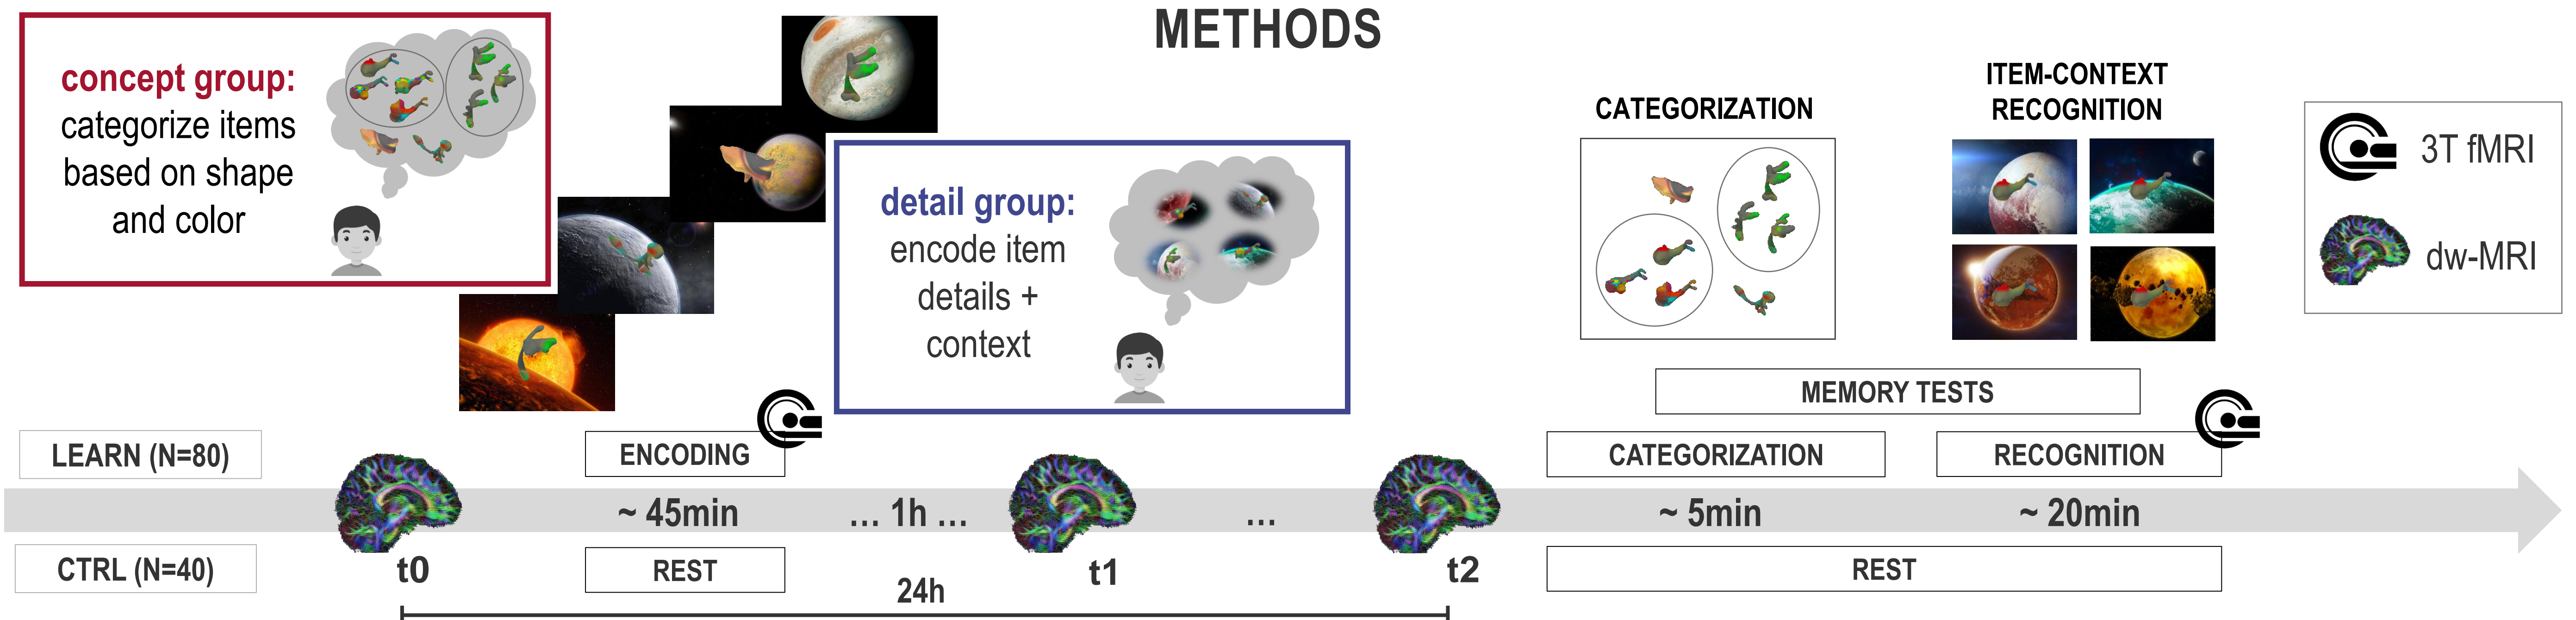 METHODS
concept group:
categorize items
based on shape
and color
detail group:
encode item
details +
context
CATEGORIZATION
ITEM-CONTEXT
RECOGNITION
3T fMRI
dw-MRI
MEMORY TESTS
LEARN (N=80)
ENCODING
CATEGORIZATION
RECOGNITION
~ 45min
... 1h ...
...
~ 5min
~ 20min
CTRL (N=40)
t0
REST
t1
t2
REST
24h